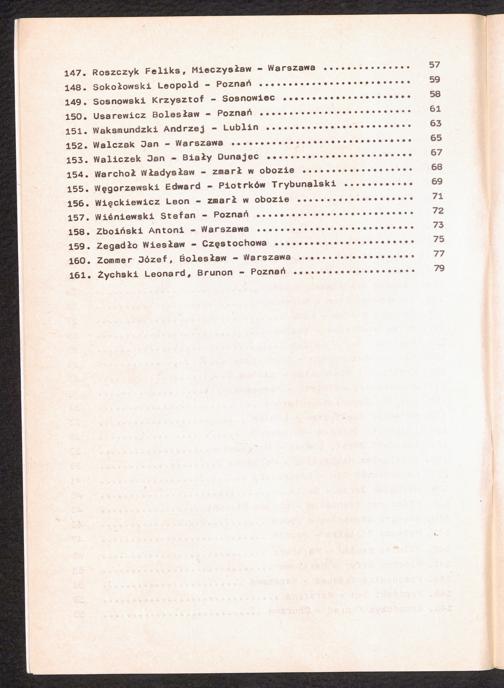 147. Roszczyk Feliks, Mieczysław - Warszawa ............... 57
148. Sokołowski Leopold - Poznań .......................... 59
149. Sosnowski Krzysztof - Sosnowiec ...................... 58
150. Usarewicz Bolesław - Poznań .......................... 61
151. Waksmundzki Andrzej - Lublin ......................... 63
152. Walczak Jan - Warszawa ............................... 65
153. Waliczek Jan - Biały Dunajec ......................... 67
154. Warchoł Władysław - zmarł w obozie ................... 68
155. Węgorzewski Edward - Piotrków Trybunalski ............ 69
156. Więckiewicz Leon - zmarł w obozie .................... 71
157. Wiśniewski Stefan - Poznań ........................... 72
158. Zboiński Antoni - Warszawa ........................... 73
159. Zegadło Wiesław - Częstochowa ........................ 75
160. Zommer Józef, Bolesław - Warszawa .................... 77
161. Żychski Leonard, Brunon - Poznań ..................... 79